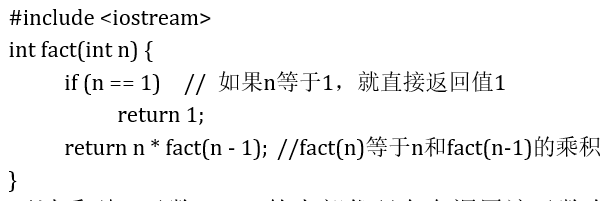 #include <iostream>
int fact(int n) {
if (n == 1) // 如果n等于1，就直接返回值1
return 1;
return n * fact(n - 1); //fact(n)等于n和fact(n-1)的乘积
}